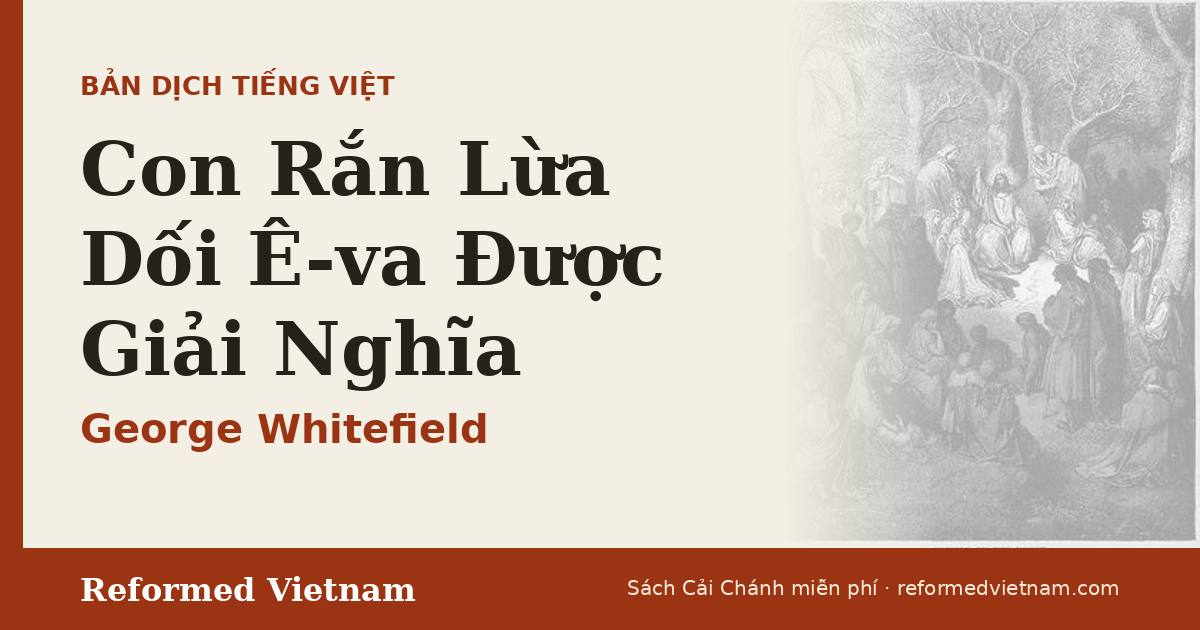 BẢN DỊCH TIẾNG VIỆT
Con Rắn Lừa
Dối Ê-va Được
Giải Nghĩa
George Whitefield
Reformed Vietnam
Sách Cải Chánh miễn phí · reformedvietnam.com